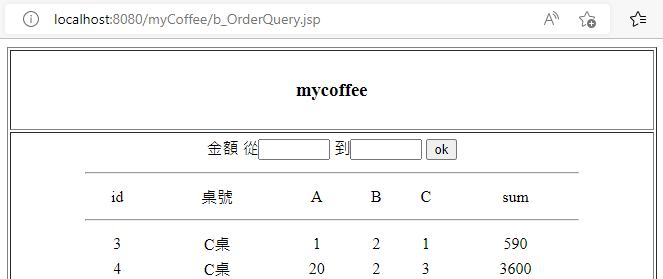 localhost:8080/myCoffee/b_OrderQuery.jsp
mycoffee
金額 從 到 ok
id 桌號 A B C sum
3 C桌 1 2 1 590
4 C桌 20 2 3 3600